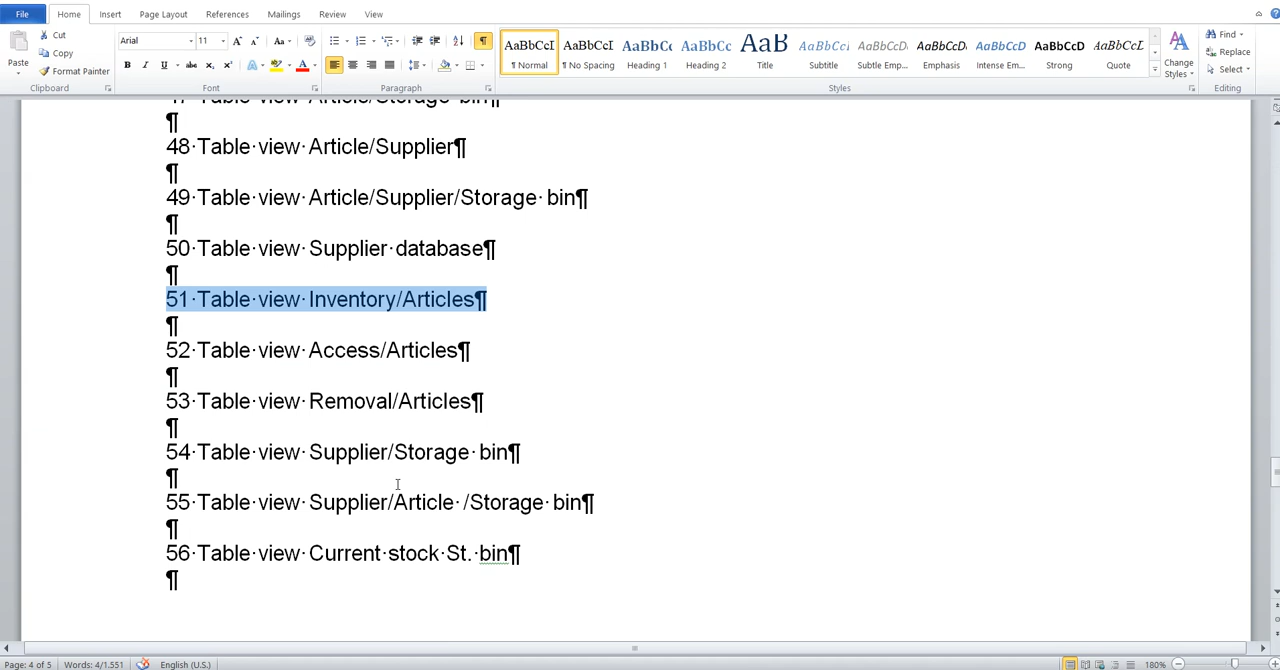 File Home Insert Page Layout References Mailings Review View
Paste
Cut
Copy
Format Painter
Arial 11
AaBbCcI AaBbCcI AaBbCc AaBbCc AaB AaBbCcI AaBbCcD AaBbCcD AaBbCcD AaBbCcD AaBbCcL
¶ Normal ¶ No Spacing Heading 1 Heading 2 Title Subtitle Subtle Emp... Emphasis Intense Em... Strong Quote
Change Styles
Find
Replace
Select
Clipboard Font Paragraph Styles Editing
¶
48·Table·view·Article/Supplier¶
¶
49·Table·view·Article/Supplier/Storage·bin¶
¶
50·Table·view·Supplier·database¶
¶
51·Table·view·Inventory/Articles¶
¶
52·Table·view·Access/Articles¶
¶
53·Table·view·Removal/Articles¶
¶
54·Table·view·Supplier/Storage·bin¶
¶
55·Table·view·Supplier/Article·/Storage·bin¶
¶
56·Table·view·Current·stock·St.·bin¶
¶
Page: 4 of 5 Words: 4/1.551 English (U.S.) 180%